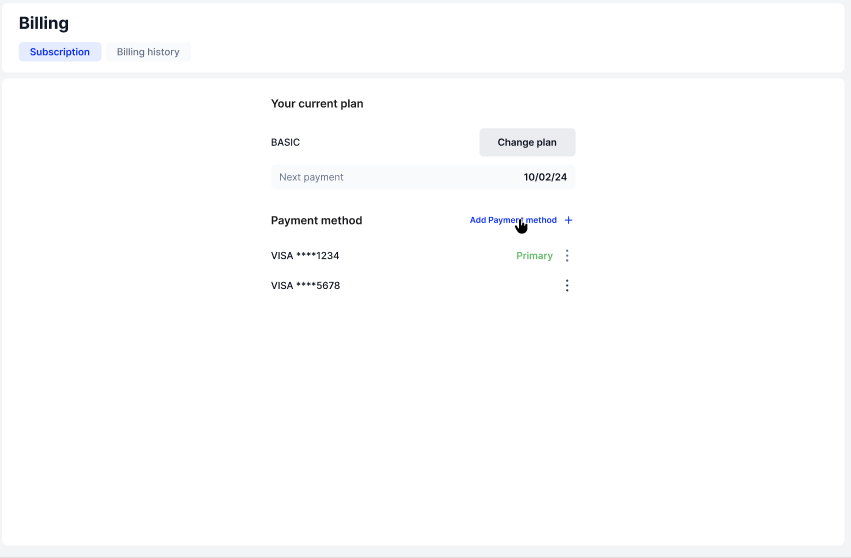 Billing
Subscription Billing history
Your current plan
BASIC Change plan
Next payment 10/02/24
Payment method Add Payment method +
VISA ****1234 Primary
VISA ****5678